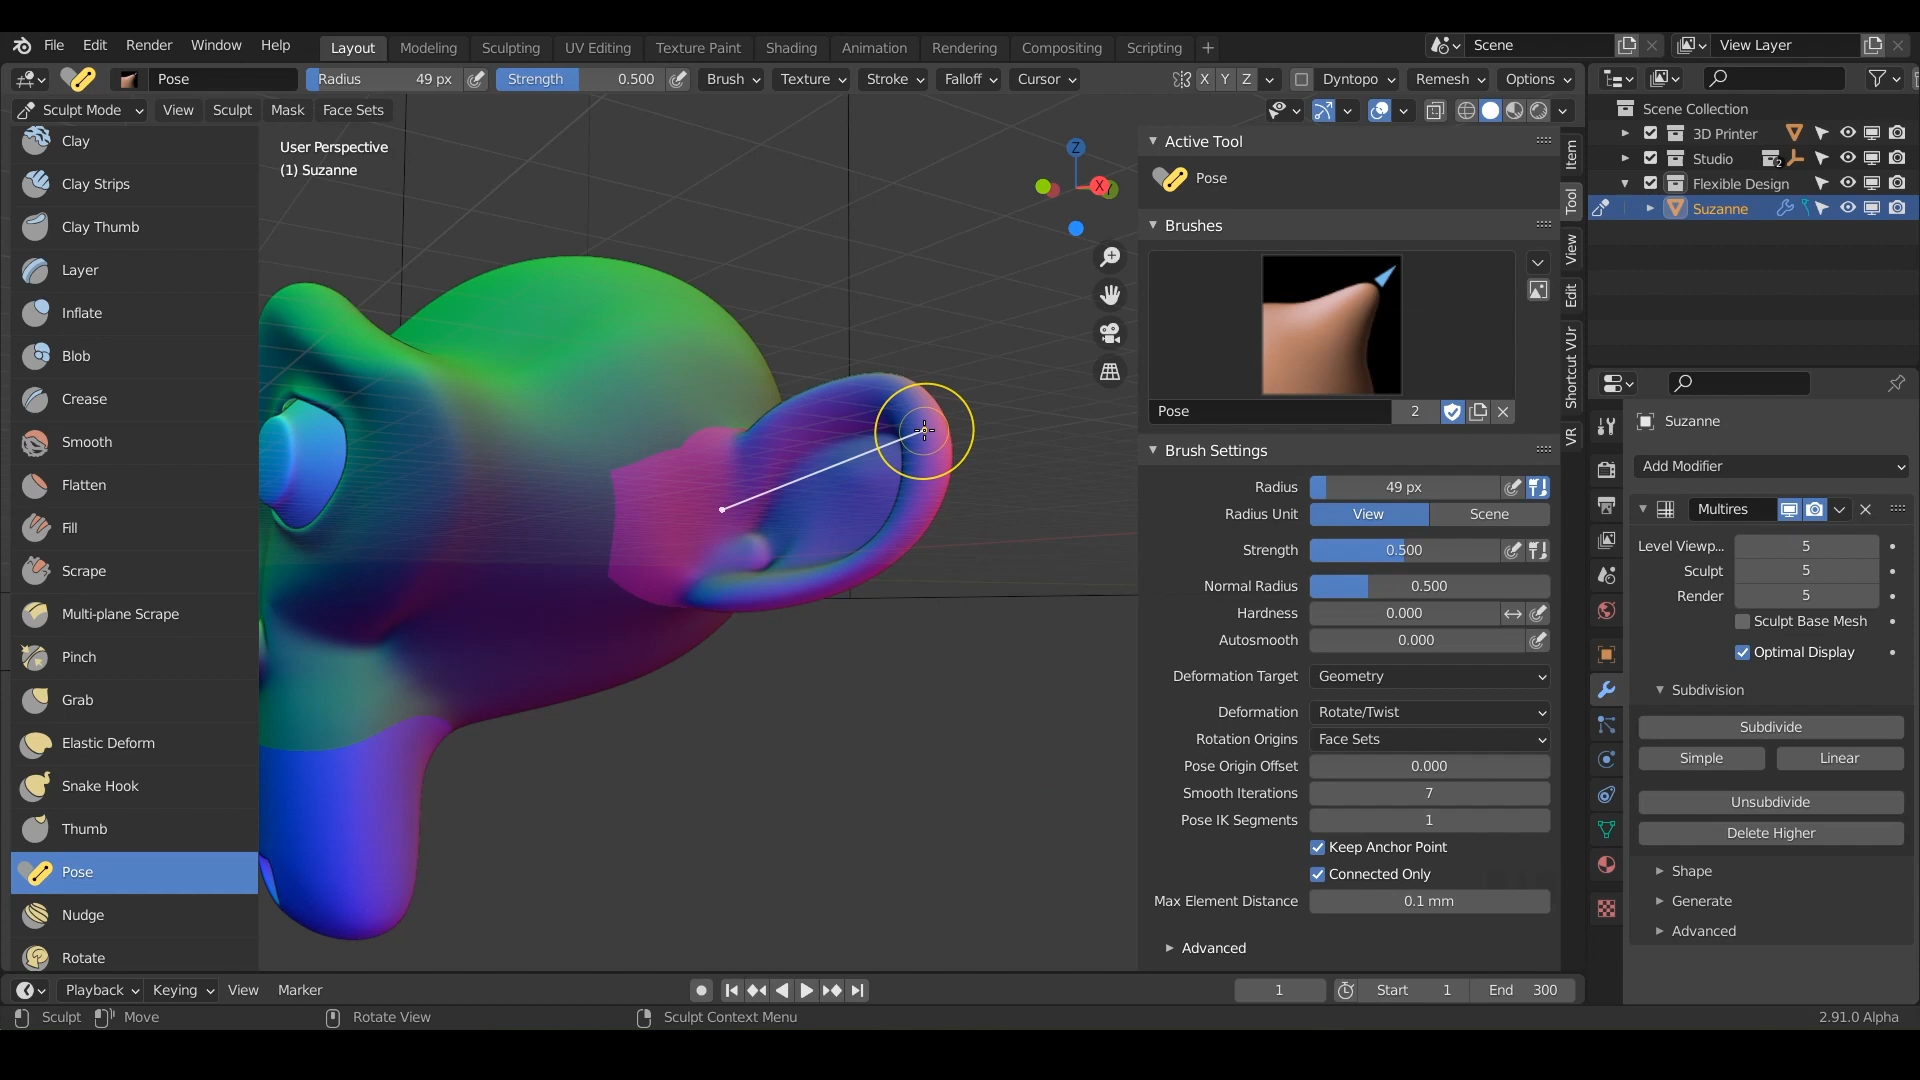 File Edit Render Window Help Layout Modeling Sculpting UV Editing Texture Paint Shading Animation Rendering Compositing Scripting + Scene View Layer
Pose Radius 49 px Strength 0.500 Brush Texture Stroke Falloff Cursor X Y Z Dyntopo Remesh Options
Sculpt Mode View Sculpt Mask Face Sets
Clay
Clay Strips
Clay Thumb
Layer
Inflate
Blob
Crease
Smooth
Flatten
Fill
Scrape
Multi-plane Scrape
Pinch
Grab
Elastic Deform
Snake Hook
Thumb
Pose
Nudge
Rotate
User Perspective
(1) Suzanne
Z
X
Y
Active Tool
Pose
Brushes
Pose 2
Brush Settings
Radius 49 px
Radius Unit View Scene
Strength 0.500
Normal Radius 0.500
Hardness 0.000
Autosmooth 0.000
Deformation Target Geometry
Deformation Rotate/Twist
Rotation Origins Face Sets
Pose Origin Offset 0.000
Smooth Iterations 7
Pose IK Segments 1
Keep Anchor Point
Connected Only
Max Element Distance 0.1 mm
Advanced
Item
Tool
View
Edit
Shortcut VUr
VR
Scene Collection
3D Printer
Studio 2
Flexible Design
Suzanne
Suzanne
Add Modifier
Multires
Level Viewp... 5
Sculpt 5
Render 5
Sculpt Base Mesh
Optimal Display
Subdivision
Subdivide
Simple Linear
Unsubdivide
Delete Higher
Shape
Generate
Advanced
Playback Keying View Marker 1 Start 1 End 300
Sculpt Move Rotate View Sculpt Context Menu 2.91.0 Alpha